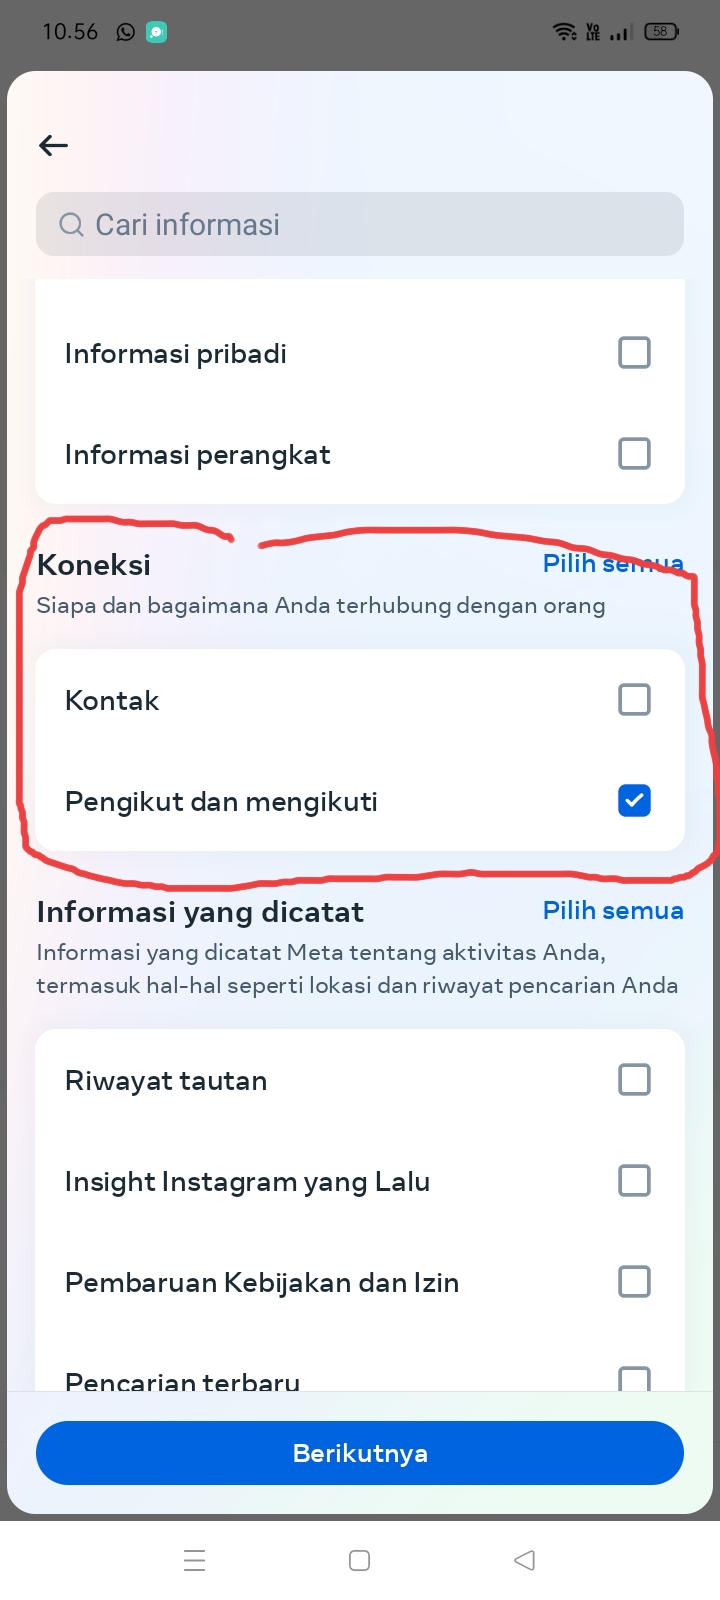 10.56
Vo
LTE
58
Cari informasi
Informasi pribadi
Informasi perangkat
Koneksi
Pilih semua
Siapa dan bagaimana Anda terhubung dengan orang
Kontak
Pengikut dan mengikuti
Informasi yang dicatat
Pilih semua
Informasi yang dicatat Meta tentang aktivitas Anda,
termasuk hal-hal seperti lokasi dan riwayat pencarian Anda
Riwayat tautan
Insight Instagram yang Lalu
Pembaruan Kebijakan dan Izin
Pencarian terbaru
Berikutnya